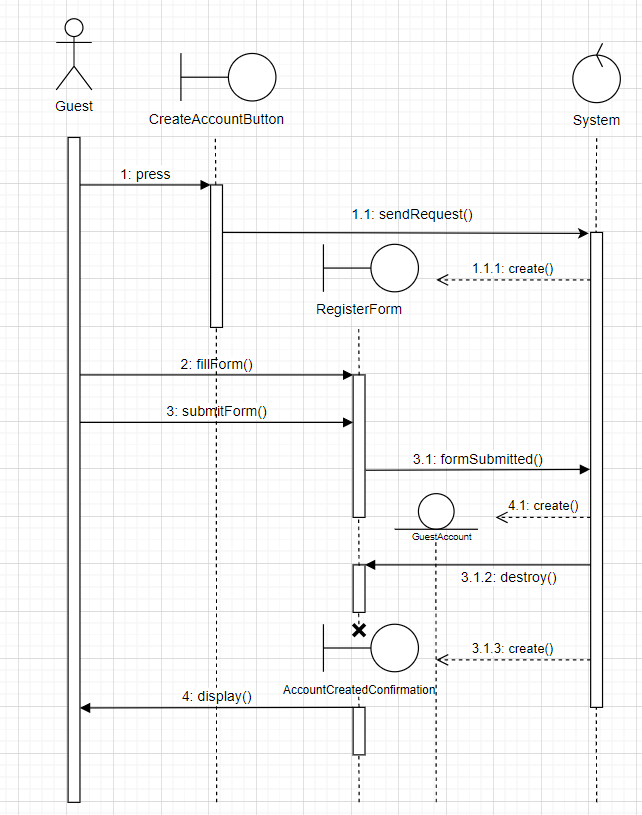 Guest
CreateAccountButton
System
1: press
1.1: sendRequest()
1.1.1: create()
RegisterForm
2: fillForm()
3: submitForm()
3.1: formSubmitted()
4.1: create()
GuestAccount
3.1.2: destroy()
3.1.3: create()
AccountCreatedConfirmation
4: display()